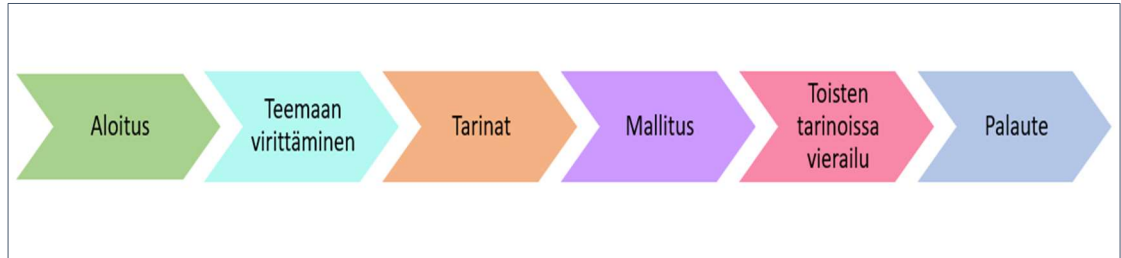 Aloitus
Teemaan
virittäminen
Tarinat
Mallitus
Toisten
tarinoissa
vierailu
Palaute